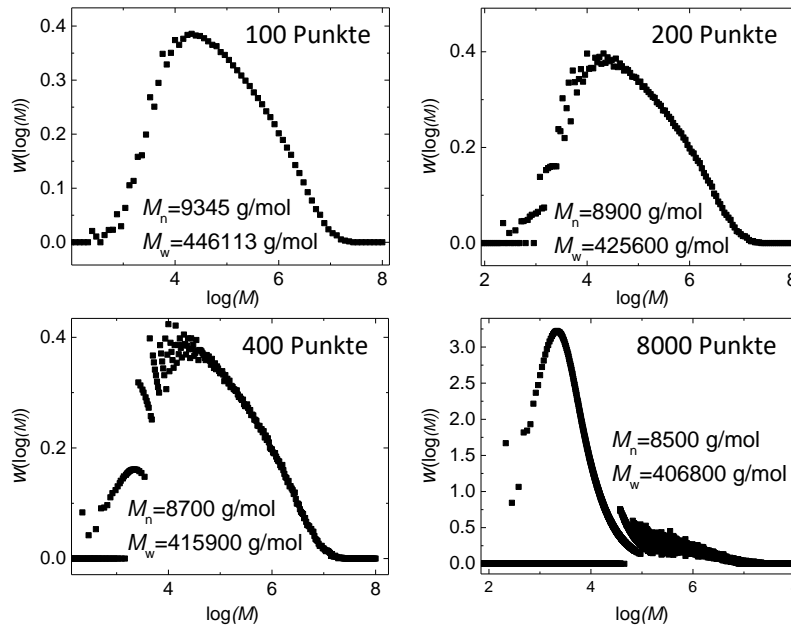 100 Punkte
0.4
0.3
0.2
0.1
0.0
w(log(M))
Mn=9345 g/mol
Mw=446113 g/mol
4
6
8
log(M)
200 Punkte
0.4
0.2
0.0
w(log(M))
Mn=8900 g/mol
Mw=425600 g/mol
2
4
6
8
log(M)
400 Punkte
0.4
0.2
0.0
w(log(M))
Mn=8700 g/mol
Mw=415900 g/mol
4
6
8
log(M)
8000 Punkte
3.0
2.5
2.0
1.5
1.0
0.5
0.0
w(log(M))
Mn=8500 g/mol
Mw=406800 g/mol
2
4
6
8
log(M)